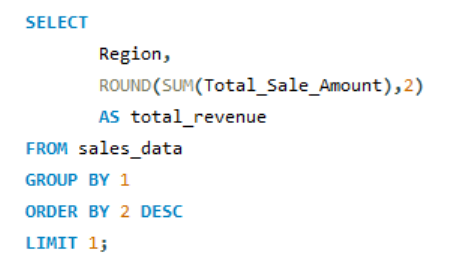 SELECT
Region,
ROUND(SUM(Total_Sale_Amount),2)
AS total_revenue
FROM sales_data
GROUP BY 1
ORDER BY 2 DESC
LIMIT 1;